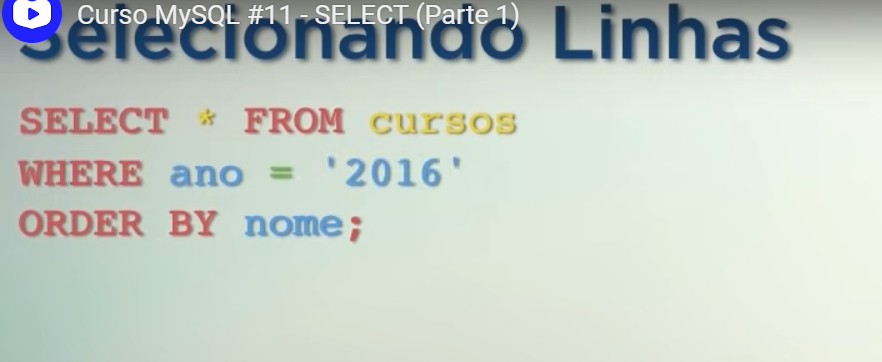 Curso MySQL #11 - SELECT (Parte 1)
Selecionando Linhas
SELECT * FROM cursos
WHERE ano = '2016'
ORDER BY nome;